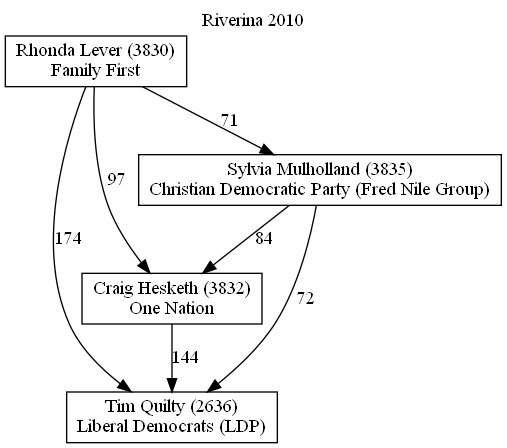 Riverina 2010
Rhonda Lever (3830)
Family First
71
Sylvia Mulholland (3835)
Christian Democratic Party (Fred Nile Group)
97
174
84
72
Craig Hesketh (3832)
One Nation
144
Tim Quilty (2636)
Liberal Democrats (LDP)